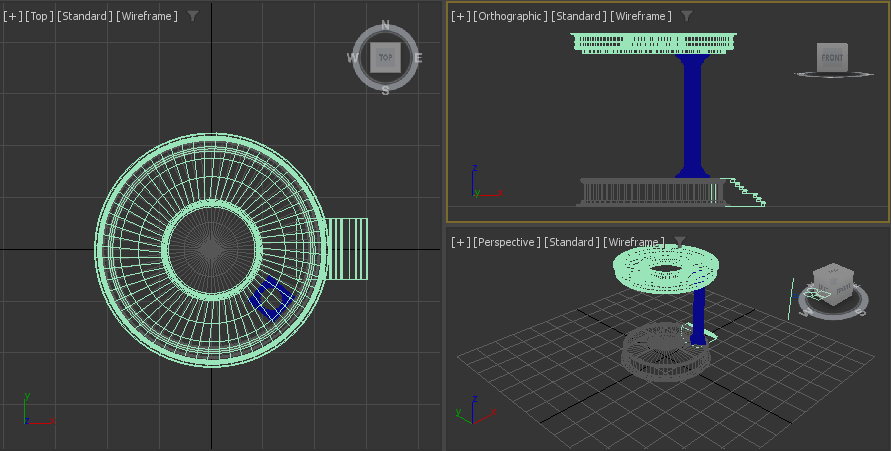 [+] [Top] [Standard] [Wireframe]
N
W
TOP
E
S
y
x
z
[+] [Orthographic] [Standard] [Wireframe]
FRONT
z
y
x
[+] [Perspective] [Standard] [Wireframe]
W
S
z
y
x